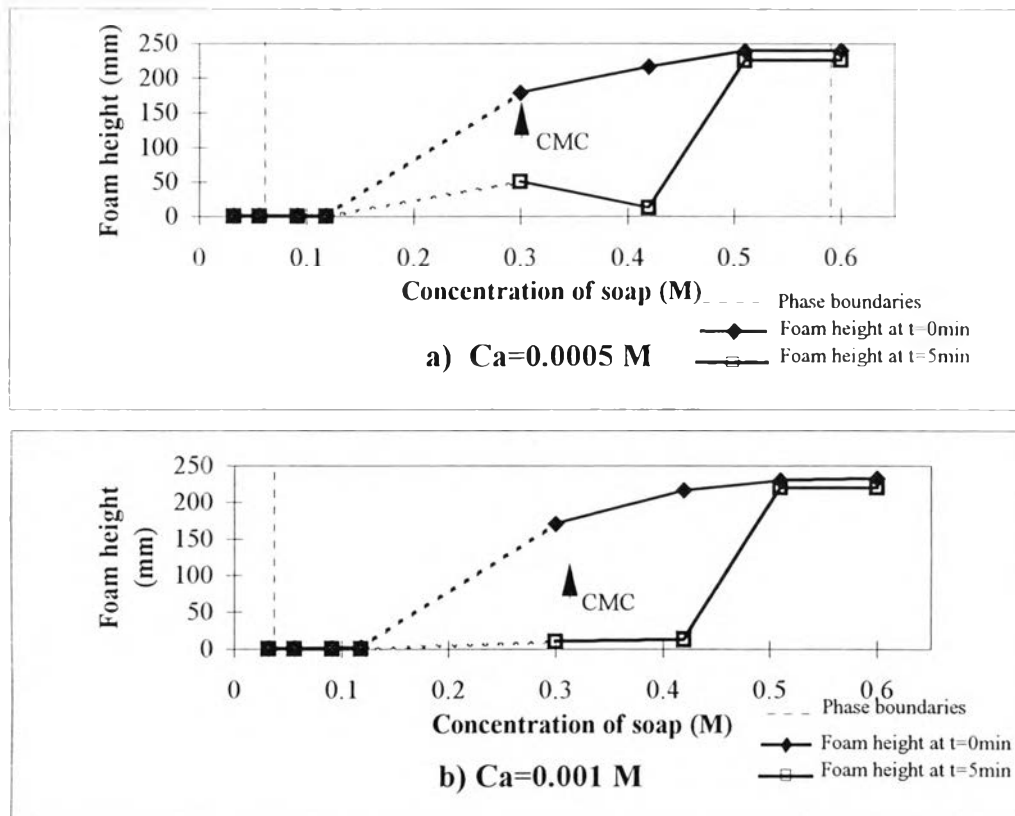 Foam height (mm)
250
200
150
100
50
0
CMC
0 0.1 0.2 0.3 0.4 0.5 0.6
Concentration of soap (M)
Phase boundaries
Foam height at t=0min
Foam height at t=5min
a) Ca=0.0005 M
Foam height
(mm)
250
200
150
100
50
0
CMC
0 0.1 0.2 0.3 0.4 0.5 0.6
Concentration of soap (M)
Phase boundaries
Foam height at t=0min
Foam height at t=5min
b) Ca=0.001 M